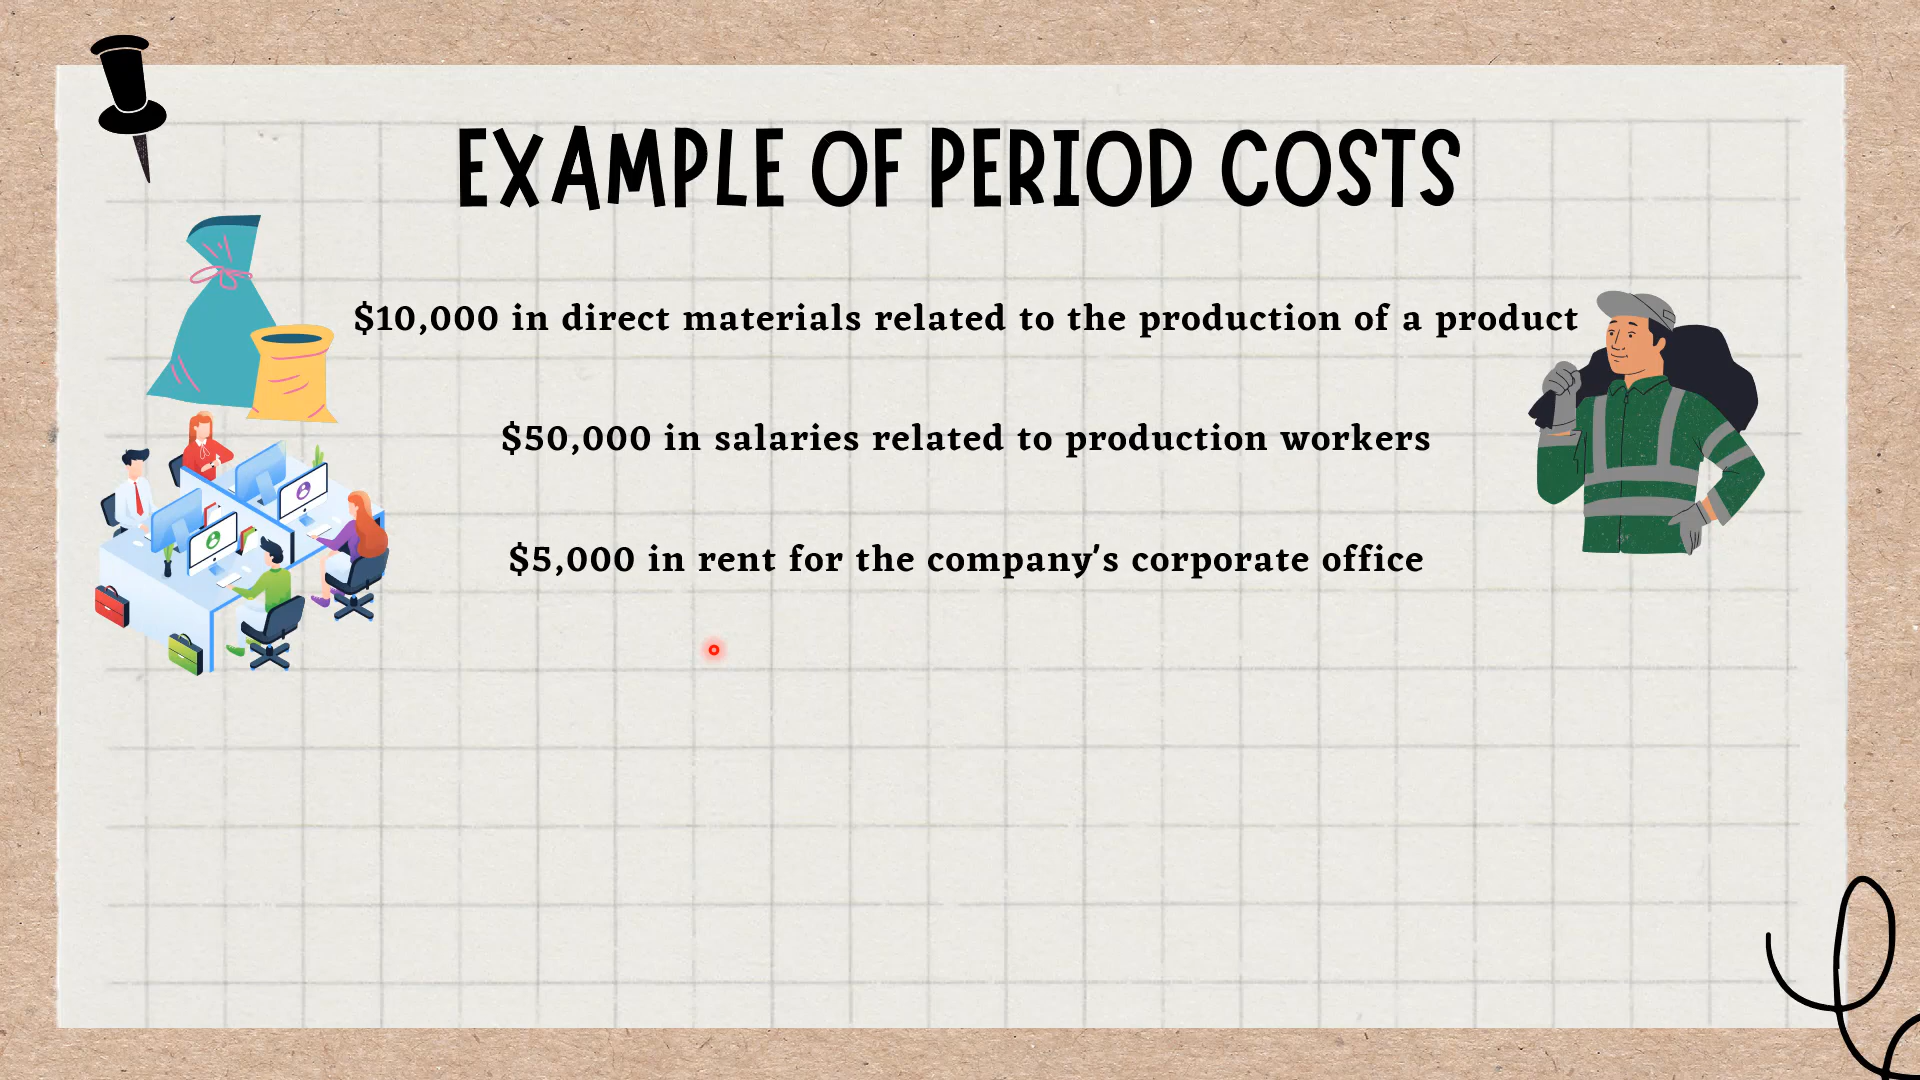 EXAMPLE OF PERIOD COSTS
$10,000 in direct materials related to the production of a product
$50,000 in salaries related to production workers
$5,000 in rent for the company's corporate office